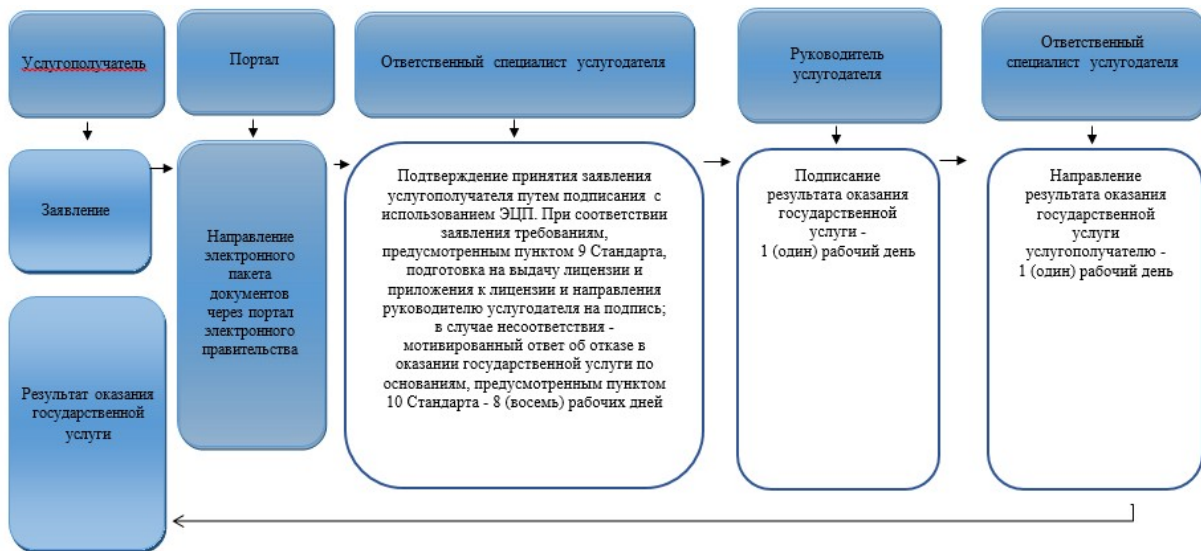 Услугополучатель
Портал
Ответственный специалист услугодателя
Руководитель
услугодателя
Ответственный
специалист услугодателя
Заявление
Направление
электронного
пакета
документов
через портал
электронного
правительства
Подтверждение принятия заявления
услугополучателя путем подписания с
использованием ЭЦП. При соответствии
заявления требованиям,
предусмотренным пунктом 9 Стандарта,
подготовка на выдачу лицензии и
приложения к лицензии и направления
руководителю услугодателя на подпись;
в случае несоответствия -
мотивированный ответ об отказе в
оказании государственной услуги по
основаниям, предусмотренным пунктом
10 Стандарта - 8 (восемь) рабочих дней
Подписание
результата оказания
государственной
услуги -
1 (один) рабочий день
Направление
результата оказания
государственной
услуги
услугополучателю -
1 (один) рабочий день
Результат оказания
государственной
услуги